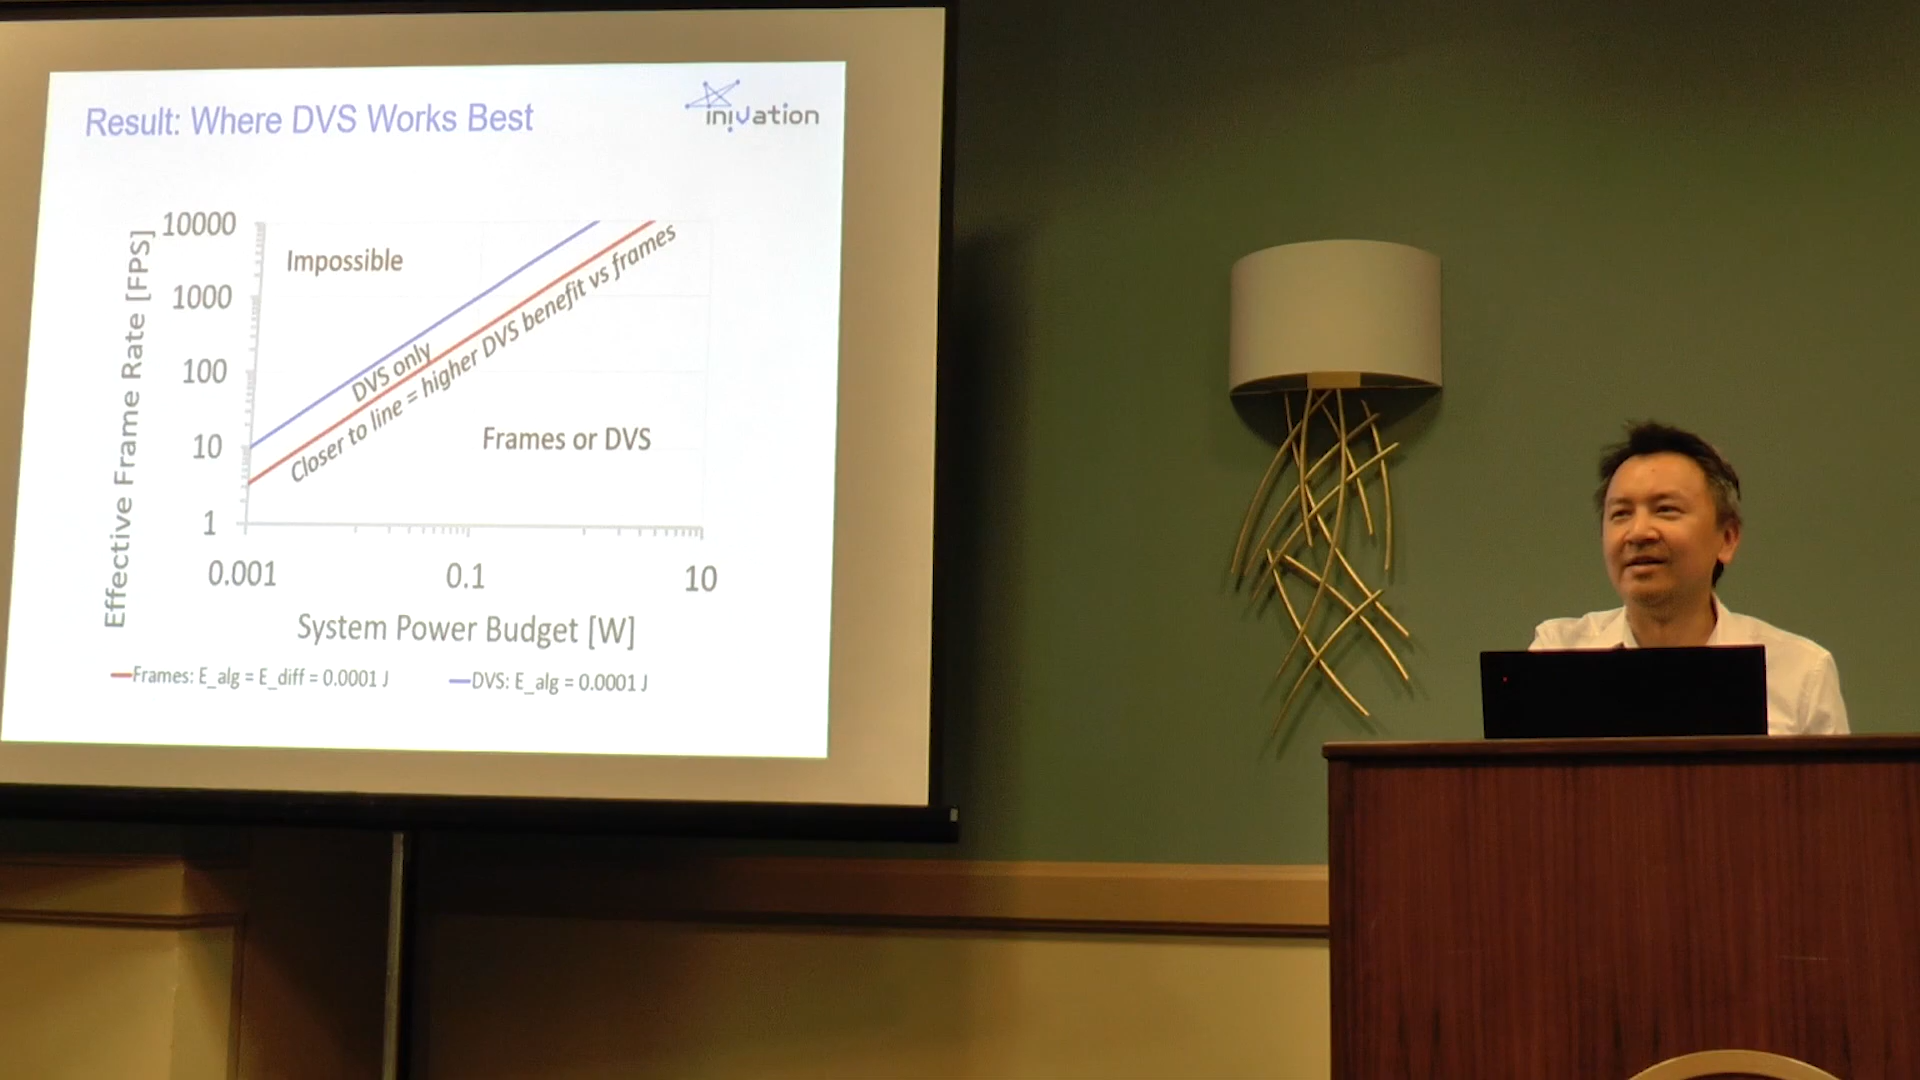 Result: Where DVS Works Best
inivation
Effective Frame Rate [FPS]
10000
1000
100
10
1
Impossible
DVS only
Closer to line = higher DVS benefit vs frames
Frames or DVS
0.001 0.1 10
System Power Budget [W]
Frames: E_alg = E_diff = 0.0001 J DVS: E_alg = 0.0001 J